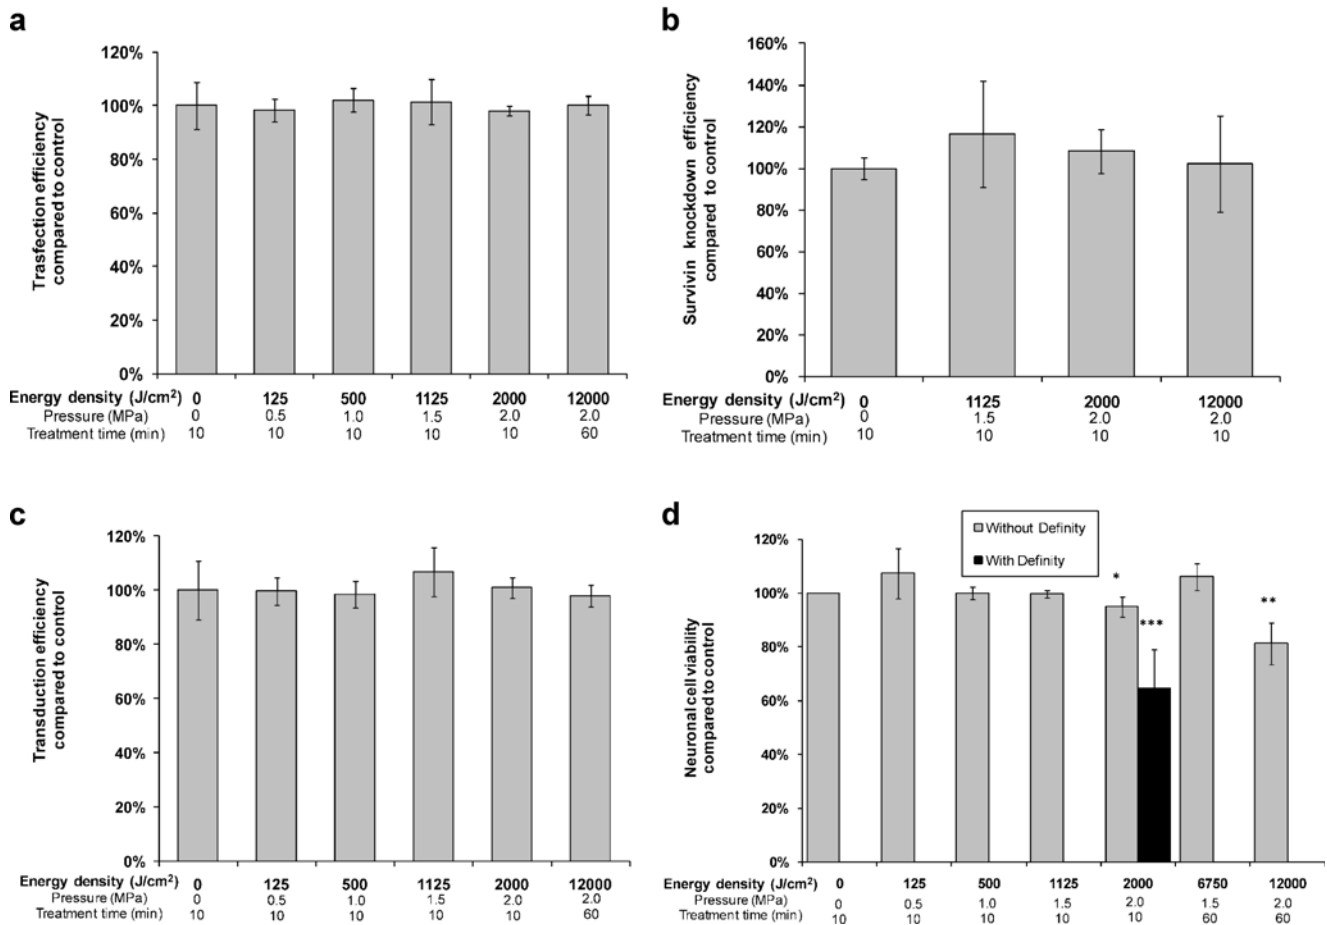 a
120%
100%
80%
60%
40%
20%
0%
Trasfection efficiency
compared to control
Energy density (J/cm²) 0 125 500 1125 2000 12000
Pressure (MPa) 0 0.5 1.0 1.5 2.0 2.0
Treatment time (min) 10 10 10 10 10 60
b
160%
140%
120%
100%
80%
60%
40%
20%
0%
Survivin knockdown efficiency
compared to control
Energy density (J/cm²) 0 1125 2000 12000
Pressure (MPa) 0 1.5 2.0 2.0
Treatment time (min) 10 10 10 10
c
120%
100%
80%
60%
40%
20%
0%
Transduction efficiency
compared to control
Energy density (J/cm²) 0 125 500 1125 2000 12000
Pressure (MPa) 0 0.5 1.0 1.5 2.0 2.0
Treatment time (min) 10 10 10 10 10 60
d
Without Definity
With Definity
120%
100%
80%
60%
40%
20%
0%
* *** **
Neuronal cell viability
compared to control
Energy density (J/cm²) 0 125 500 1125 2000 6750 12000
Pressure (MPa) 0 0.5 1.0 1.5 2.0 1.5 2.0
Treatment time (min) 10 10 10 10 10 60 60